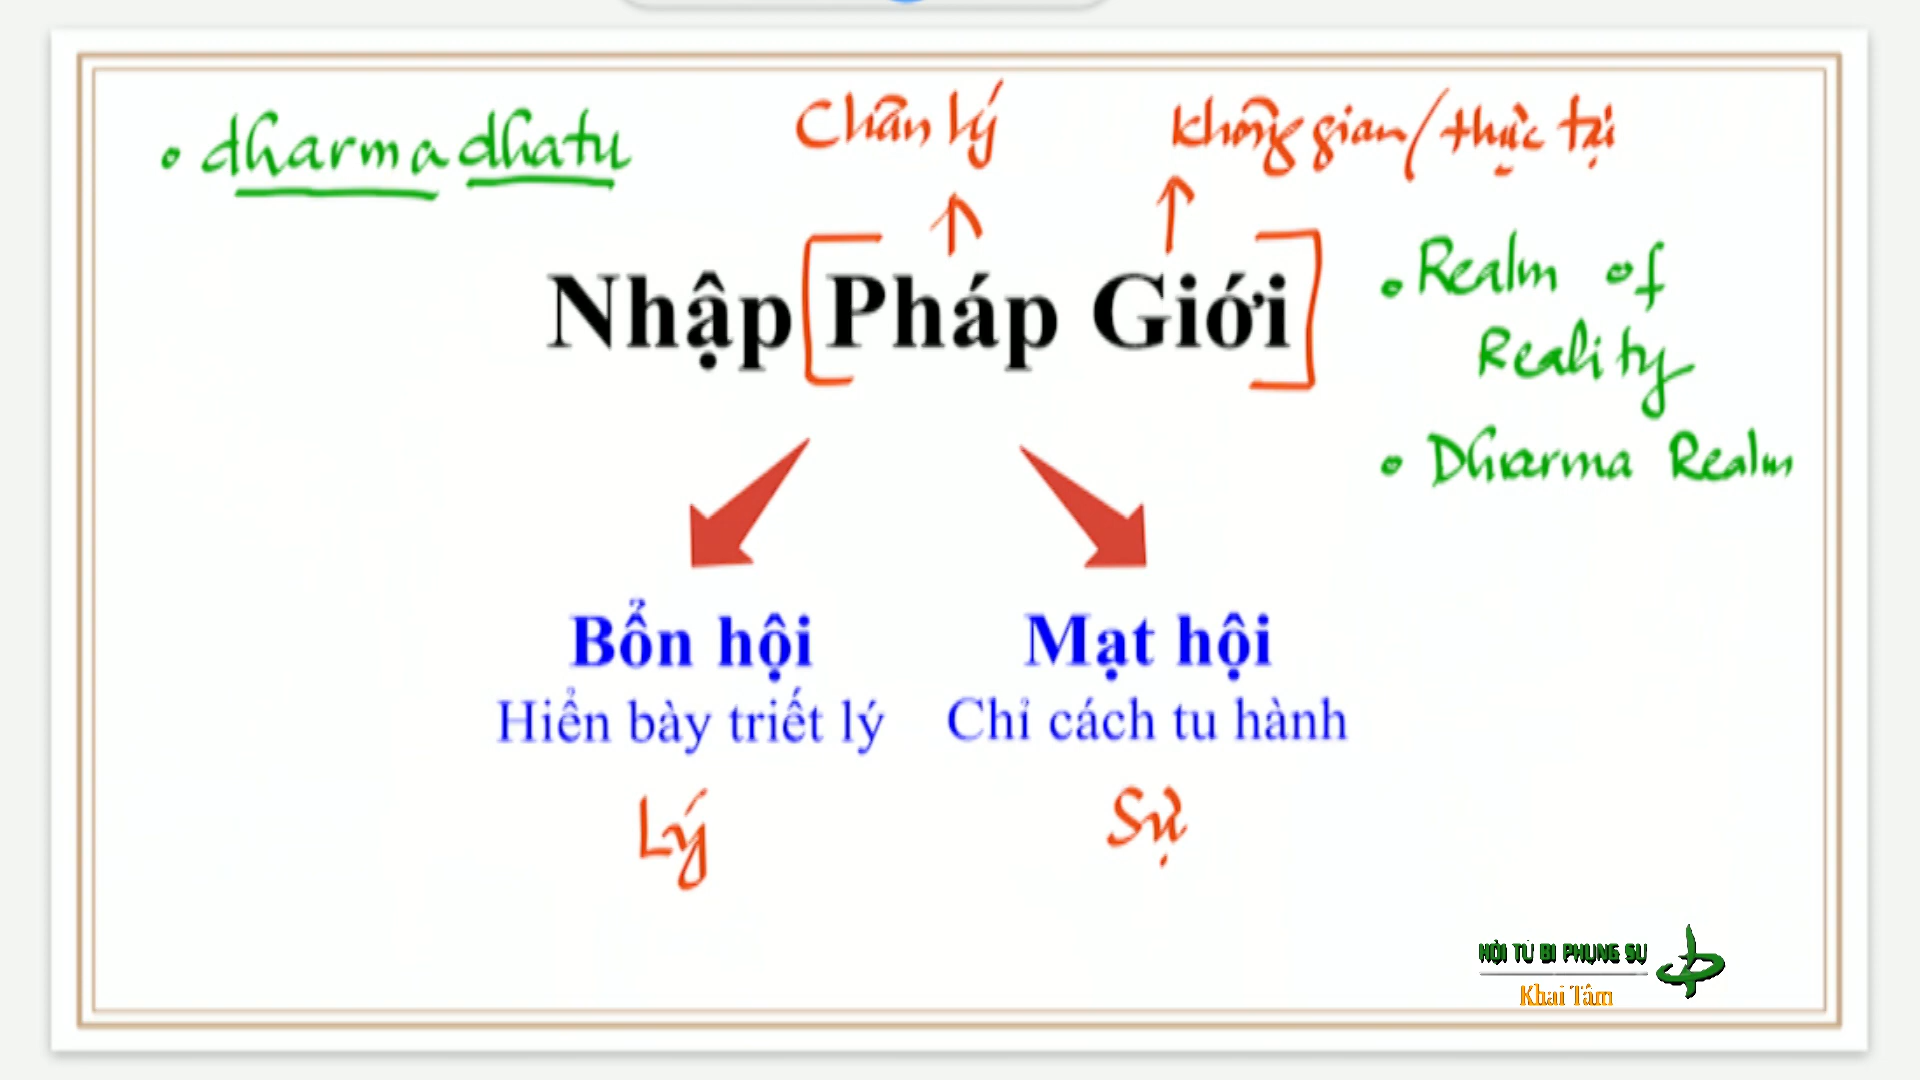 • dharmadhatu
Chân lý
Không gian/thực tại
Nhập [Pháp Giới]
• Realm of
Reality
• Dharma Realm
Bổn hội
Mạt hội
Hiển bày triết lý
Chỉ cách tu hành
Lý
Sự
HỘI TỪ BI PHỤNG SỰ
Khai Tâm